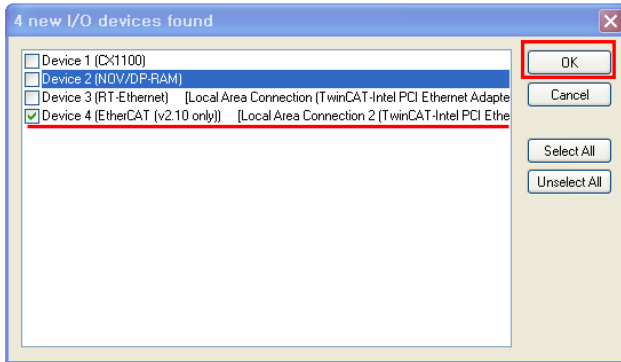 4 new I/O devices found
Device 1 (CX1100)
Device 2 (NOV/DP-RAM)
Device 3 (RT-Ethernet) [Local Area Connection (TwinCAT-Intel PCI Ethernet Adapte
Device 4 (EtherCAT (v2.10 only)) [Local Area Connection 2 (TwinCAT-Intel PCI Ethe
OK
Cancel
Select All
Unselect All